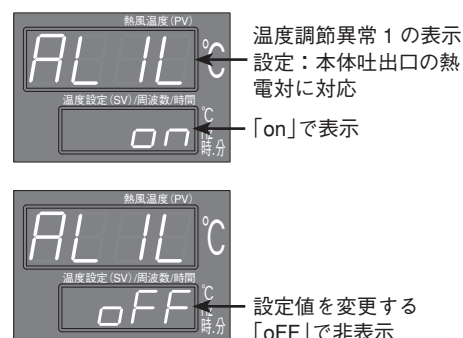 熱風温度(PV)
AL 1L ℃
温度設定(SV)/周波数/時間
on
℃
Hz
時.分
温度調節異常1の表示
設定:本体吐出口の熱
電対に対応
「on」で表示
熱風温度(PV)
AL 1L ℃
温度設定(SV)/周波数/時間
oFF
℃
Hz
時.分
設定値を変更する
「oFF」で非表示